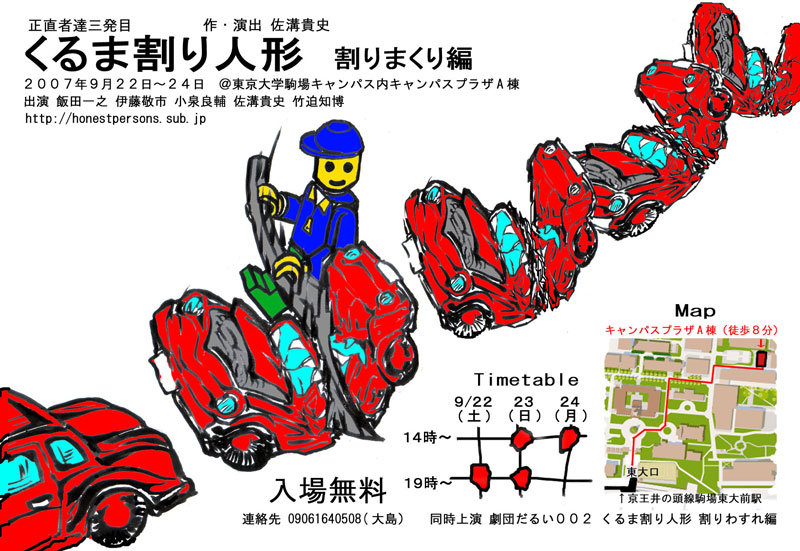 正直者達三発目　作・演出 佐溝貴史
くるま割り人形 割りまくり編
２００７年９月２２日～２４日　＠東京大学駒場キャンパス内キャンパスプラザＡ棟
出演 飯田一之 伊藤敬市 小泉良輔 佐溝貴史 竹迫知博
http://honestpersons.sub.jp
Map
キャンパスプラザＡ棟（徒歩８分）
東大口
↑京王井の頭線駒場東大前駅
Timetable
9/22 23 24
（土）（日）（月）
14時～
19時～
入場無料
連絡先 09061640508(大島)　同時上演 劇団だるい００２ くるま割り人形 割りわすれ編